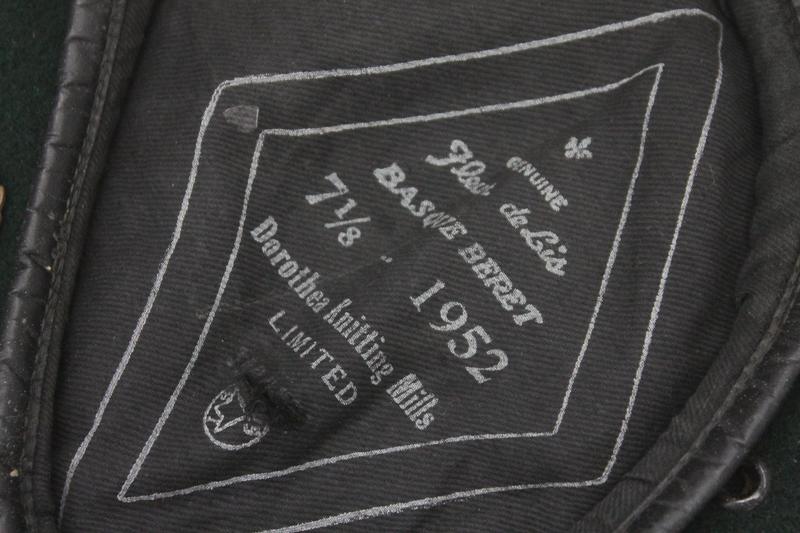 GENUINE
Fleur de Lis
BASQUE BERET
7 1/8 - 1952
Dorothea Knitting Mills
LIMITED